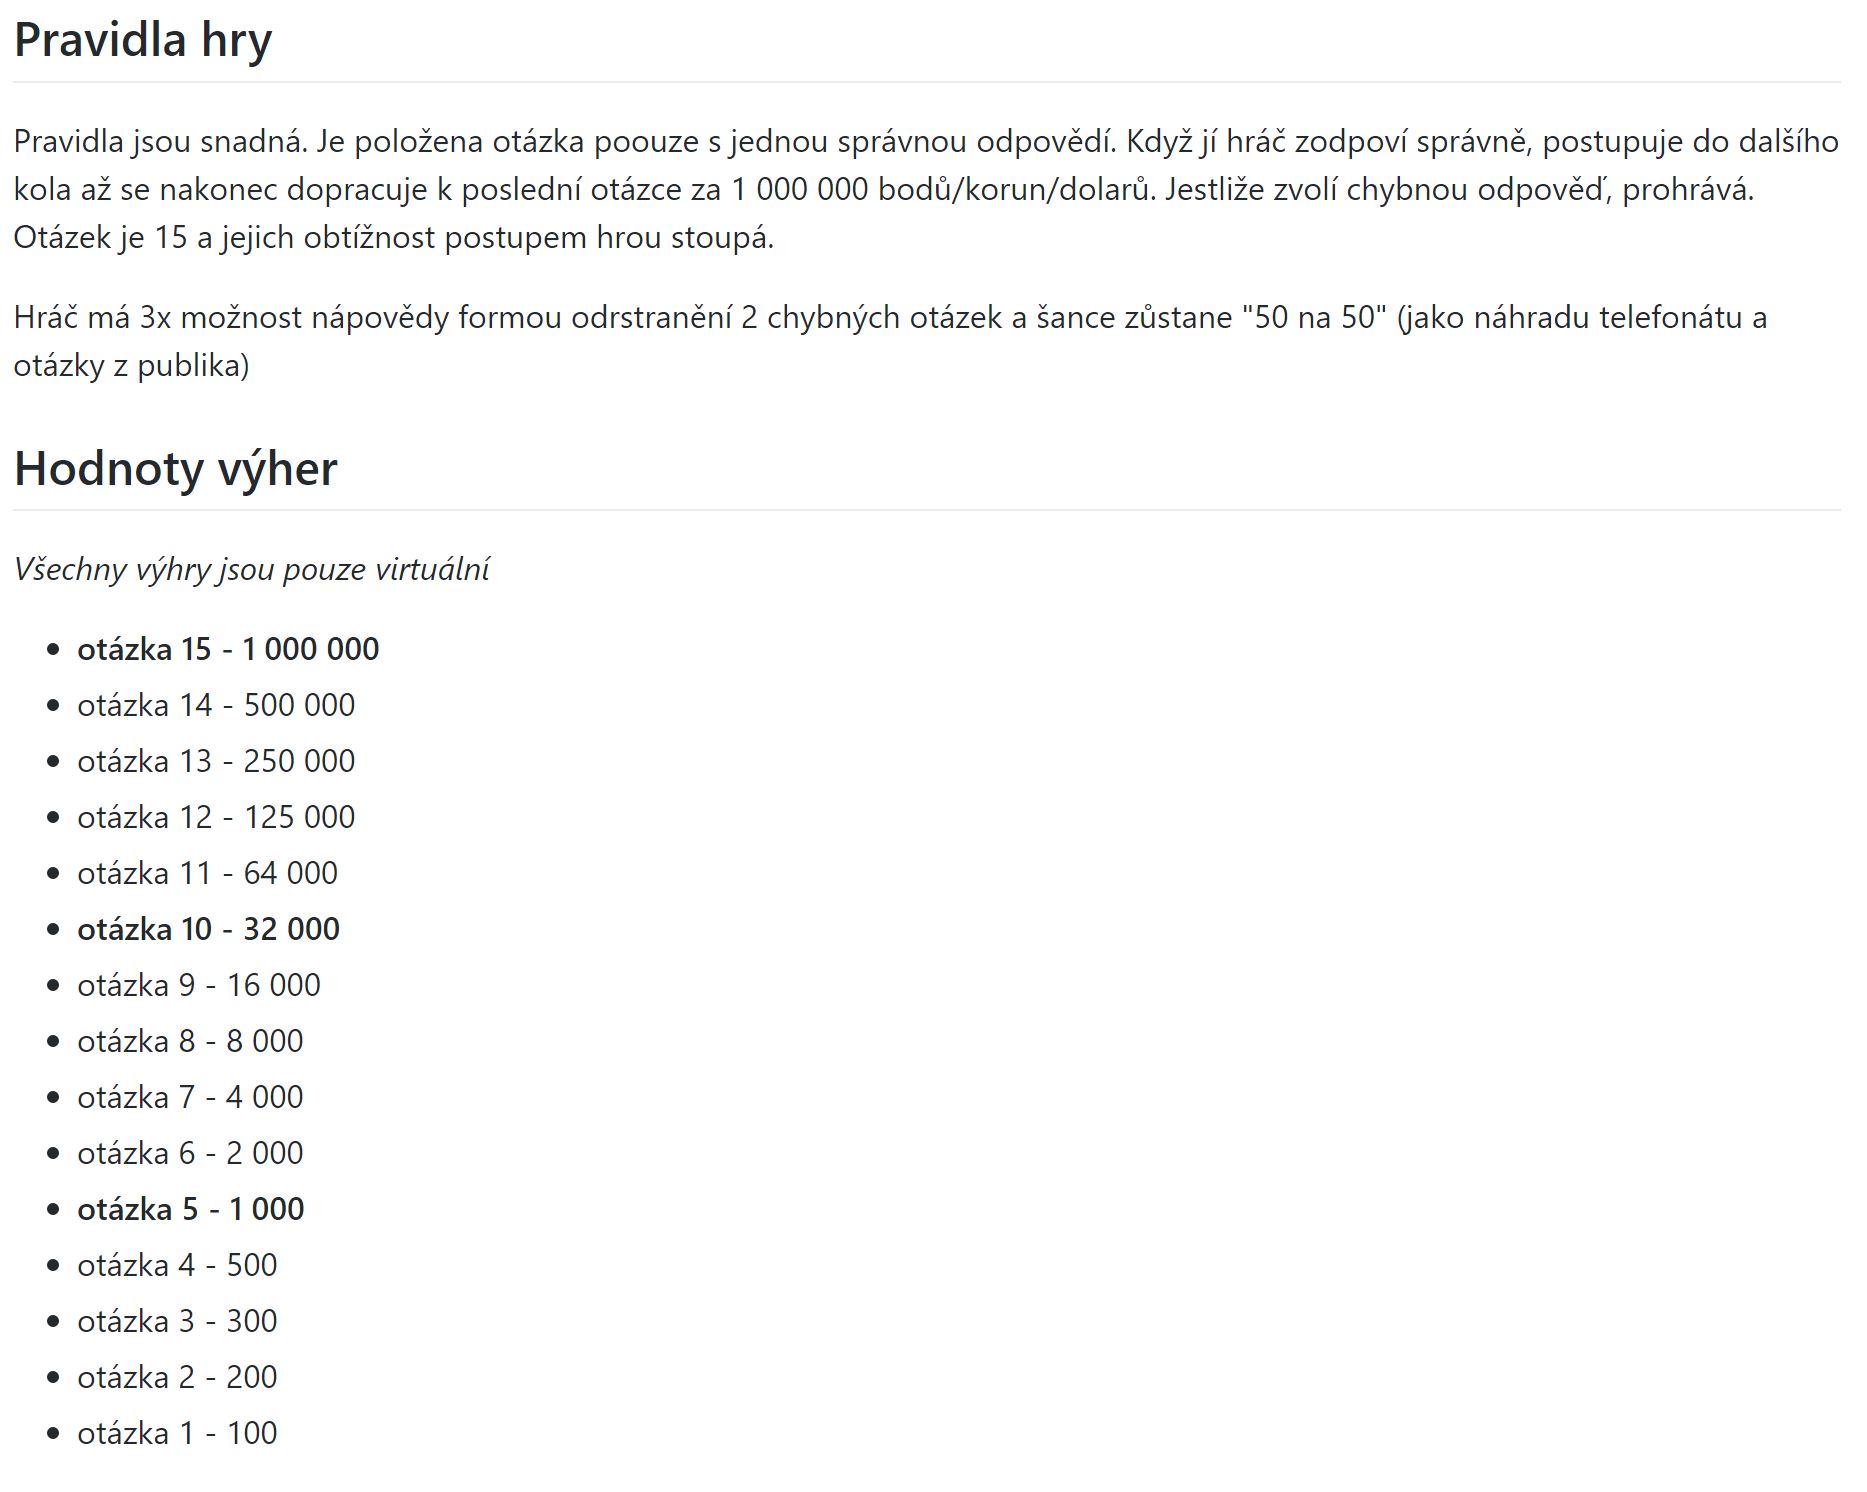 Pravidla hry
Pravidla jsou snadná. Je položena otázka poouze s jednou správnou odpovědí. Když jí hráč zodpoví správně, postupuje do dalšího
kola až se nakonec dopracuje k poslední otázce za 1 000 000 bodů/korun/dolarů. Jestliže zvolí chybnou odpověď, prohrává.
Otázek je 15 a jejich obtížnost postupem hrou stoupá.
Hráč má 3x možnost nápovědy formou odrstranění 2 chybných otázek a šance zůstane "50 na 50" (jako náhradu telefonátu a
otázky z publika)
Hodnoty výher
Všechny výhry jsou pouze virtuální
otázka 15 - 1 000 000
otázka 14 - 500 000
otázka 13 - 250 000
otázka 12 - 125 000
otázka 11 - 64 000
otázka 10 - 32 000
otázka 9 - 16 000
otázka 8 - 8 000
otázka 7 - 4 000
otázka 6 - 2 000
otázka 5 - 1 000
otázka 4 - 500
otázka 3 - 300
otázka 2 - 200
otázka 1 - 100